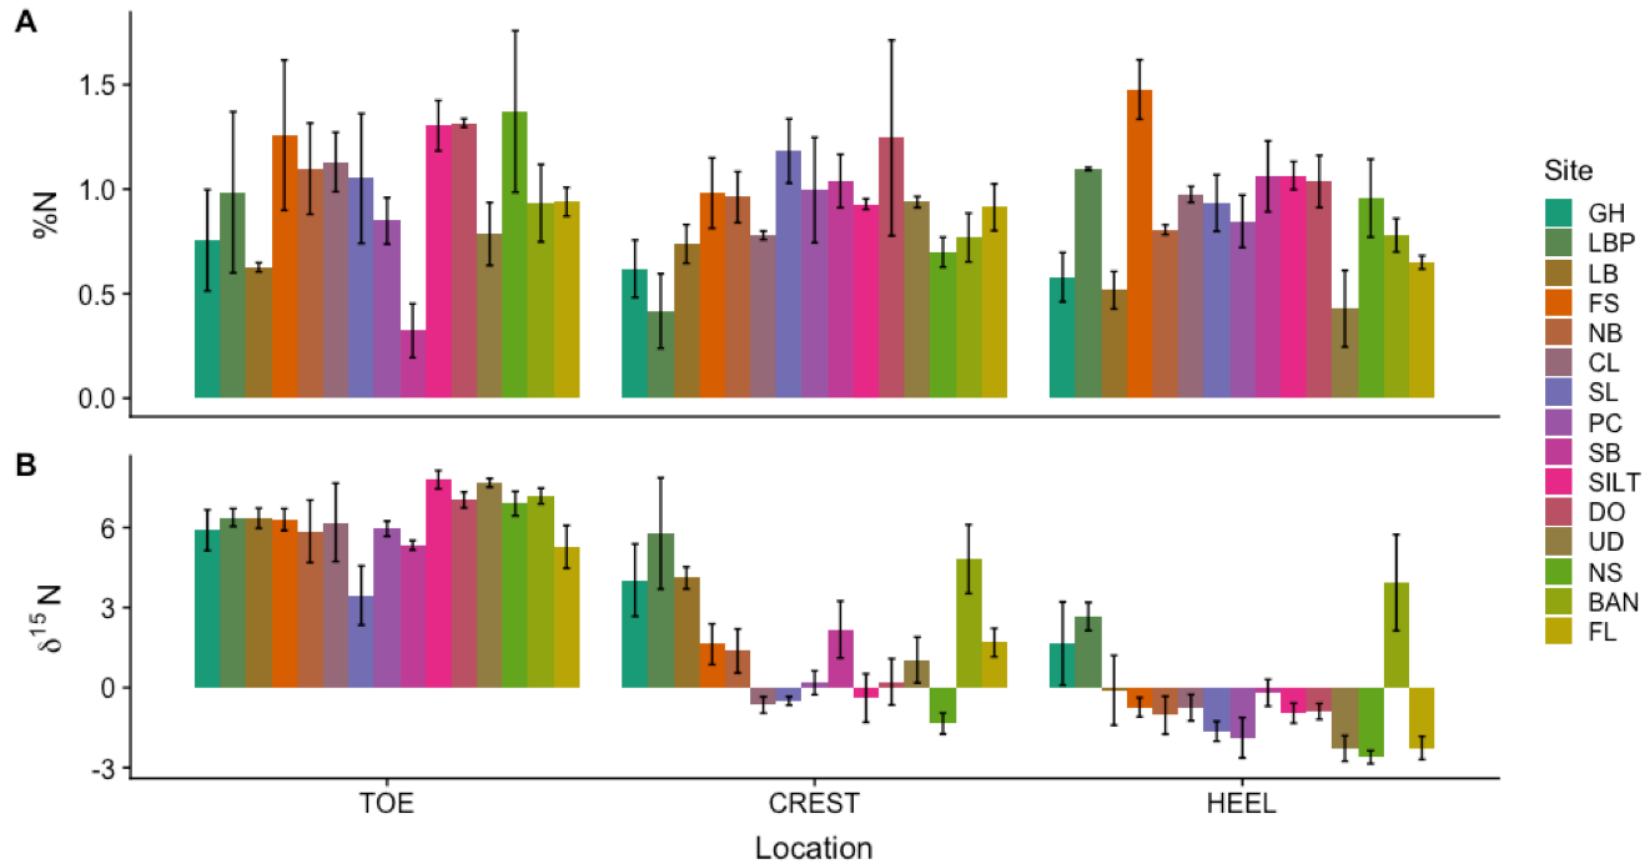 A
1.5
1.0
0.5
0.0
%N
B
6
3
0
-3
δ¹⁵ N
TOE CREST HEEL
Location
Site
GH
LBP
LB
FS
NB
CL
SL
PC
SB
SILT
DO
UD
NS
BAN
FL